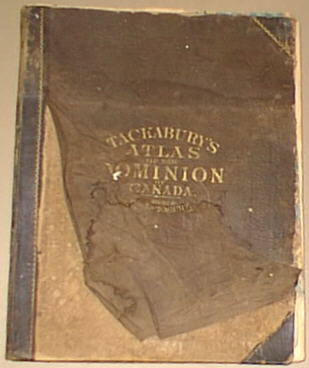 TACKABURY'S
ATLAS
OF THE
DOMINION
OF
CANADA.